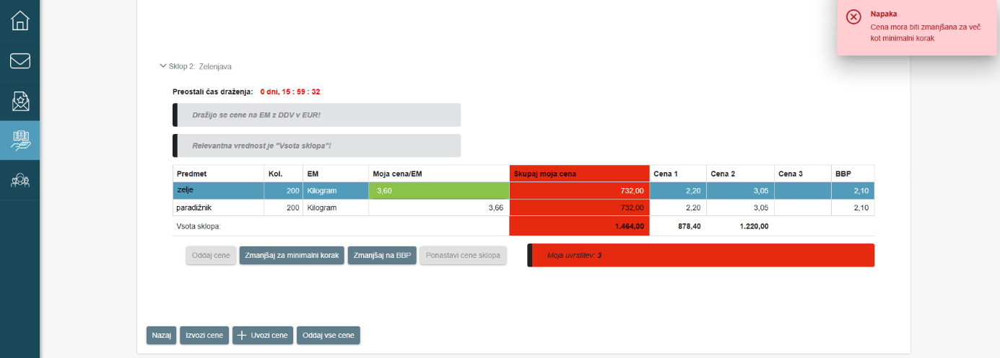 Napaka
Cena mora biti zmanjšana za več
kot minimalni korak
Sklop 2: Zelenjava
Preostali čas draženja: 0 dni, 15 : 59 : 32
Dražijo se cene na EM z DDV v EUR!
Relevantna vrednost je "Vsota sklopa"!
Predmet Kol. EM Moja cena/EM Skupaj moja cena Cena 1 Cena 2 Cena 3 BBP
zelje 200 Kilogram 3,60 732,00 2,20 3,05 2,10
paradižnik 200 Kilogram 3,66 732,00 2,20 3,05 2,10
Vsota sklopa: 1.464,00 878,40 1.220,00
Oddaj cene Zmanjšaj za minimalni korak Zmanjšaj na BBP Ponastavi cene sklopa Moja uvrstitev: 3
Nazaj Izvozi cene Uvozi cene Oddaj vse cene